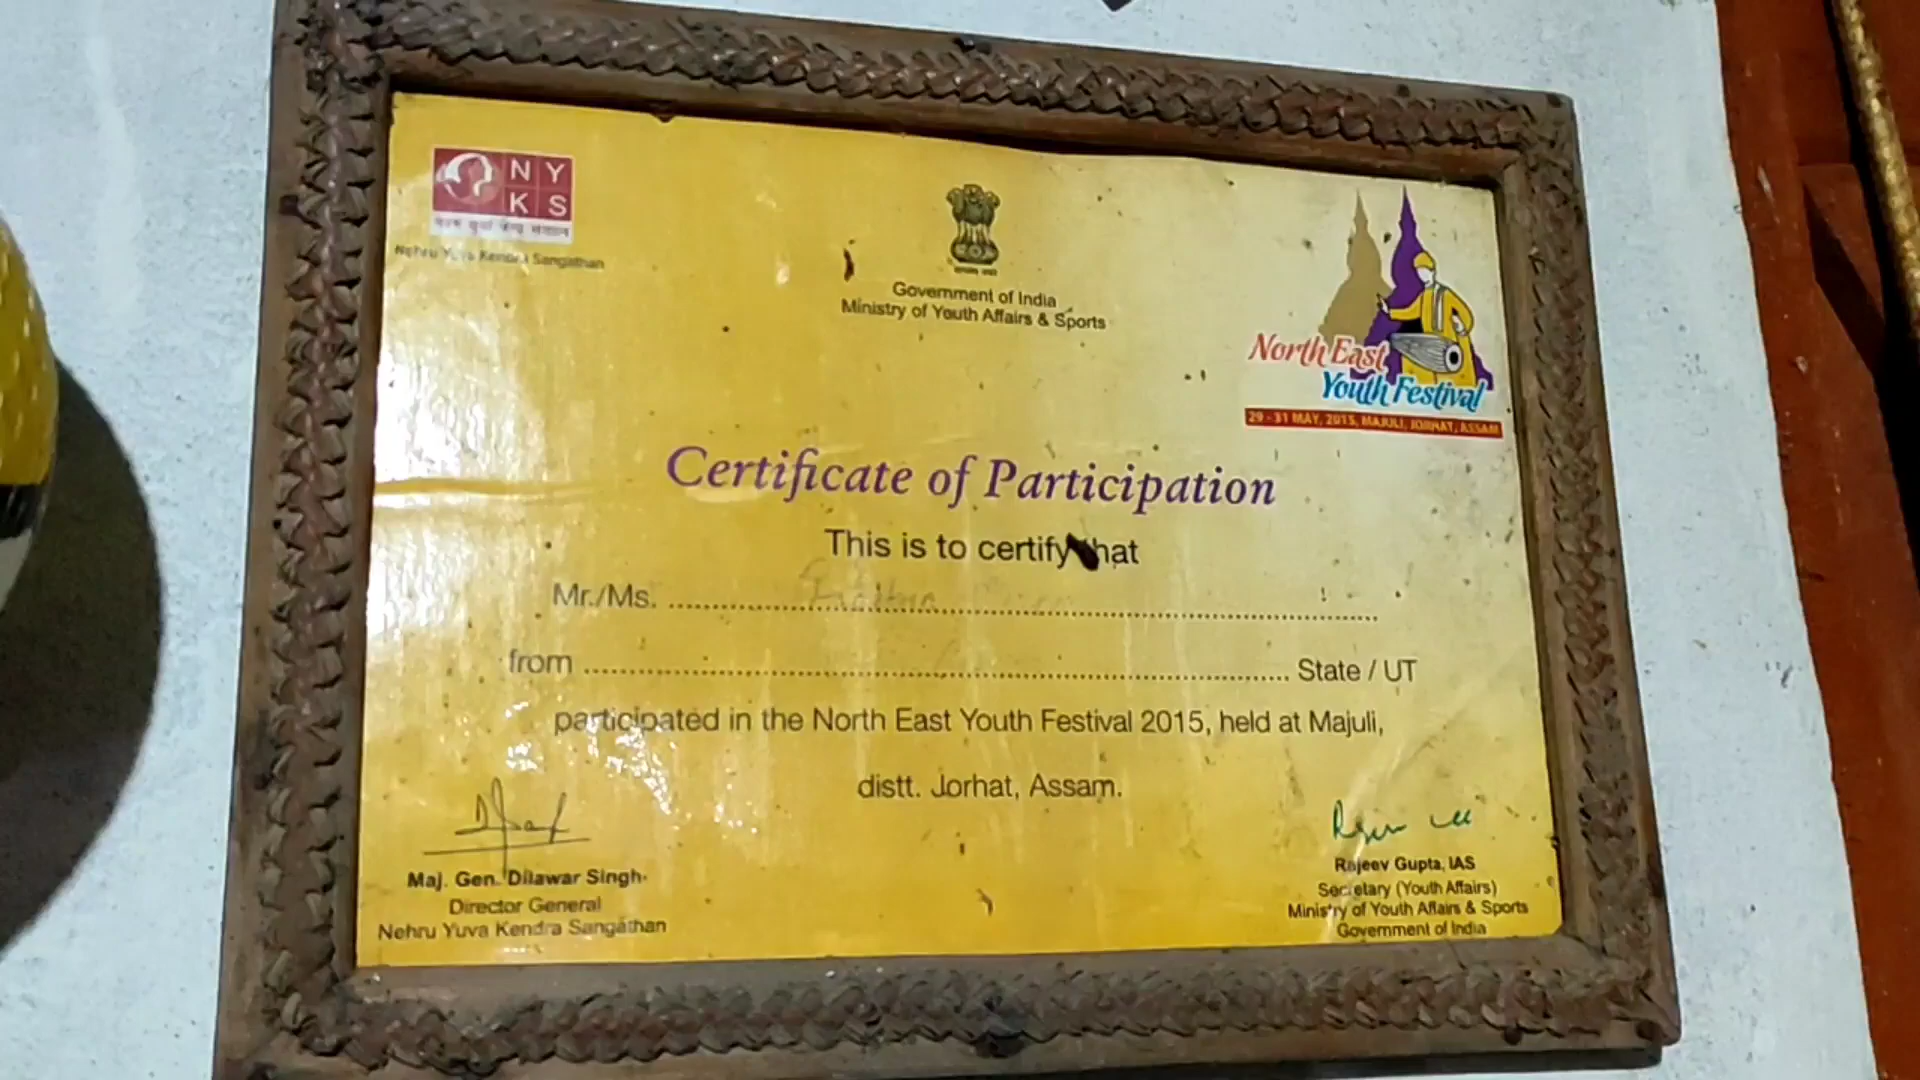 N Y
K S
Nehru Yuva Kendra Sangathan
Government of India
Ministry of Youth Affairs & Sports
North East
Youth Festival
29 - 31 MAY, 2015, MAJULI, JORHAT, ASSAM
Certificate of Participation
This is to certify that
Mr./Ms. ........................................
from ........................................ State / UT
participated in the North East Youth Festival 2015, held at Majuli,
distt. Jorhat, Assam.
Maj. Gen. Dilawar Singh
Director General
Nehru Yuva Kendra Sangathan
Rajeev Gupta, IAS
Secretary (Youth Affairs)
Ministry of Youth Affairs & Sports
Government of India